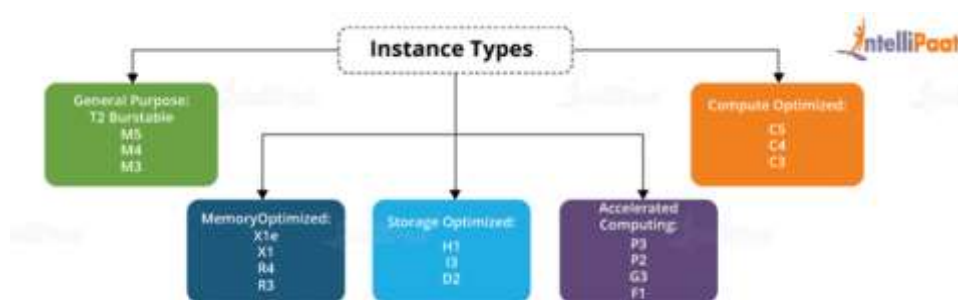 Instance Types
IntelliPaat
General Purpose:
T2 Burstable
M5
M4
M3
Compute Optimized:
C5
C4
C3
MemoryOptimized:
X1e
X1
R4
R3
Storage Optimized:
H1
I3
D2
Accelerated
Computing:
P3
P2
G3
F1